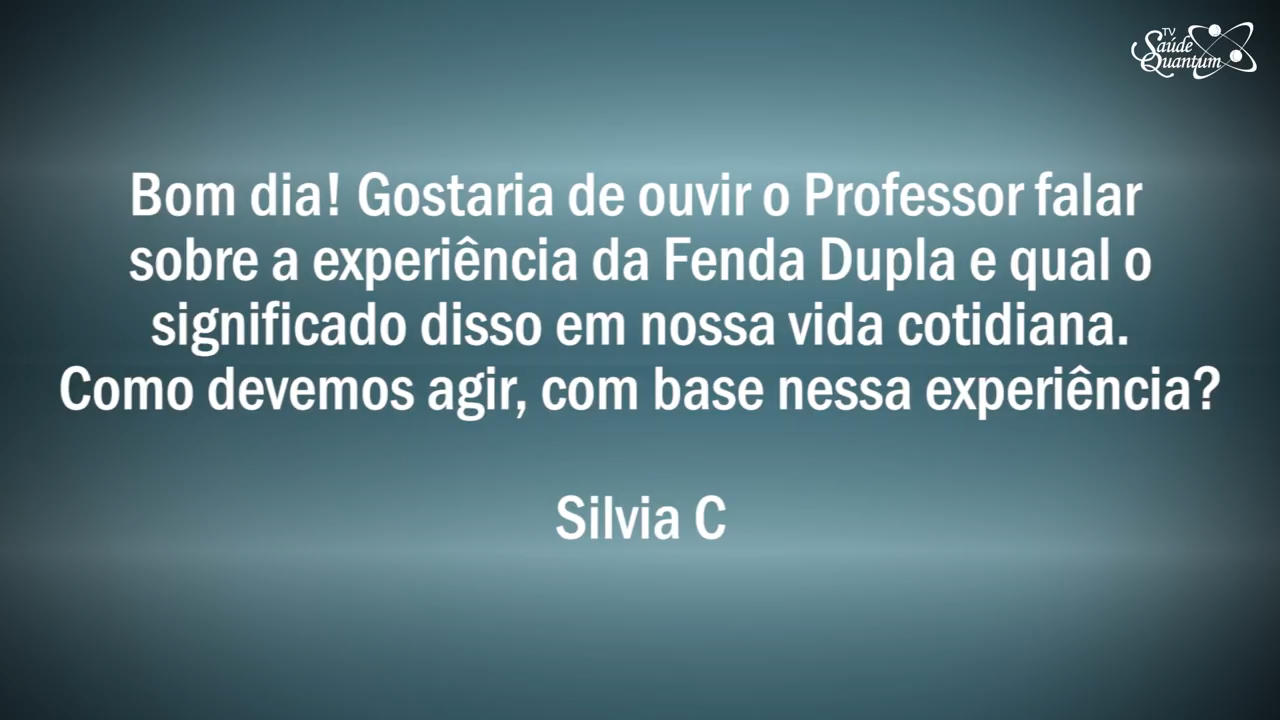 TV
Saúde
Quantum
Bom dia! Gostaria de ouvir o Professor falar
sobre a experiência da Fenda Dupla e qual o
significado disso em nossa vida cotidiana.
Como devemos agir, com base nessa experiência?
Silvia C